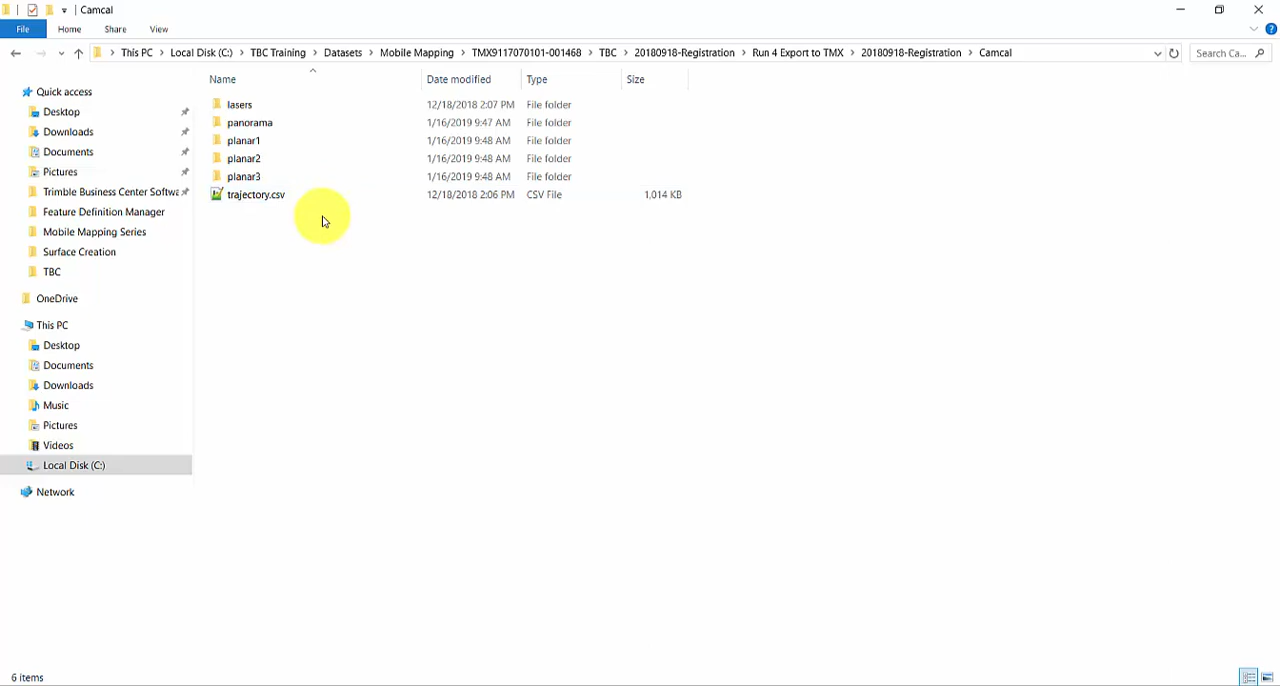 Camcal
File Home Share View
This PC Local Disk (C:) TBC Training Datasets Mobile Mapping TMX9117070101-001468 TBC 20180918-Registration Run 4 Export to TMX 20180918-Registration Camcal Search Ca...
Name Date modified Type Size
Quick access
Desktop
Downloads
Documents
Pictures
Trimble Business Center Softwa
Feature Definition Manager
Mobile Mapping Series
Surface Creation
TBC
OneDrive
This PC
Desktop
Documents
Downloads
Music
Pictures
Videos
Local Disk (C:)
Network
lasers 12/18/2018 2:07 PM File folder
panorama 1/16/2019 9:47 AM File folder
planar1 1/16/2019 9:48 AM File folder
planar2 1/16/2019 9:48 AM File folder
planar3 1/16/2019 9:48 AM File folder
trajectory.csv 12/18/2018 2:06 PM CSV File 1,014 KB
6 items